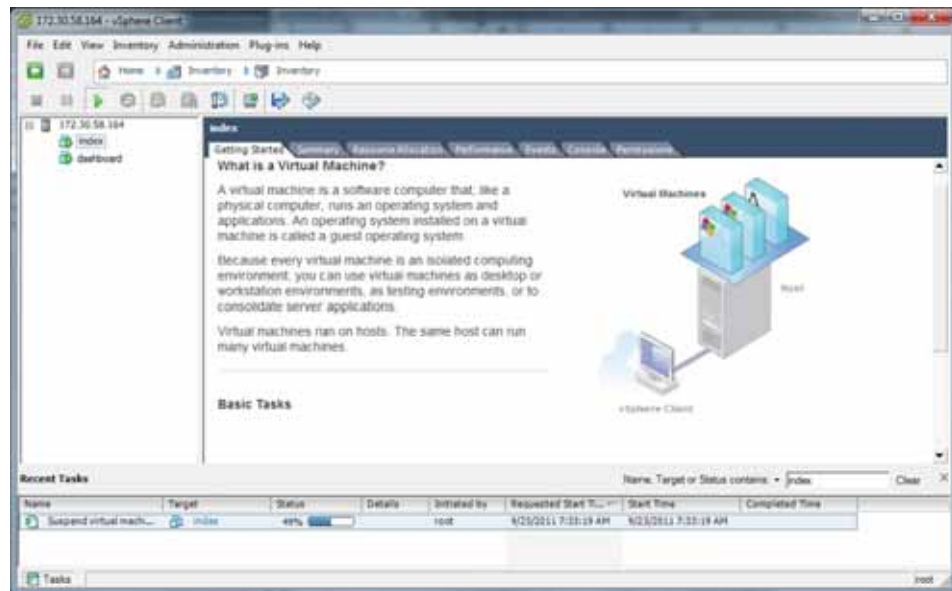 172.30.58.164 - vSphere Client
File Edit View Inventory Administration Plug-ins Help
Home Inventory Inventory
172.30.58.164
index
dashboard
index
Getting Started Summary Resource Allocation Performance Events Console Permissions
What is a Virtual Machine?
A virtual machine is a software computer that, like a
physical computer, runs an operating system and
applications. An operating system installed on a virtual
machine is called a guest operating system.
Because every virtual machine is an isolated computing
environment, you can use virtual machines as desktop or
workstation environments, as testing environments, or to
consolidate server applications.
Virtual machines run on hosts. The same host can run
many virtual machines.
Basic Tasks
Virtual Machines
Host
vSphere Client
Recent Tasks
Name, Target or Status contains: index Clear
Name Target Status Details Initiated by Requested Start Ti... Start Time Completed Time
Suspend virtual mach... index 49% root 9/23/2011 7:33:19 AM 9/23/2011 7:33:19 AM
Tasks
root